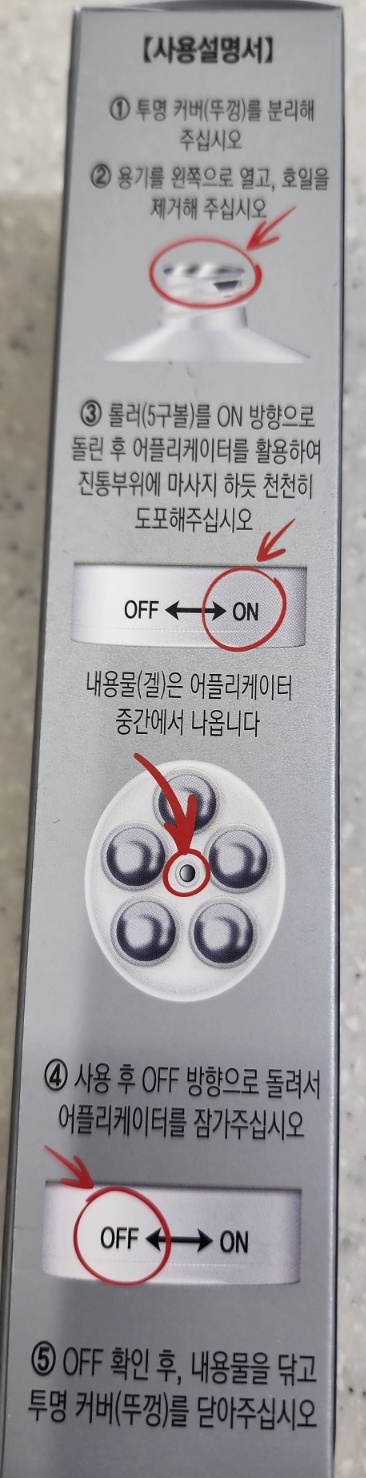 【사용설명서】
① 투명 커버(뚜껑)를 분리해
주십시오
② 용기를 왼쪽으로 열고, 호일을
제거해 주십시오
③ 롤러(5구볼)를 ON 방향으로
돌린 후 어플리케이터를 활용하여
진통부위에 마사지 하듯 천천히
도포해주십시오
OFF ↔ ON
내용물(겔)은 어플리케이터
중간에서 나옵니다
④ 사용 후 OFF 방향으로 돌려서
어플리케이터를 잠가주십시오
OFF ↔ ON
⑤ OFF 확인 후, 내용물을 닦고
투명 커버(뚜껑)를 닫아주십시오